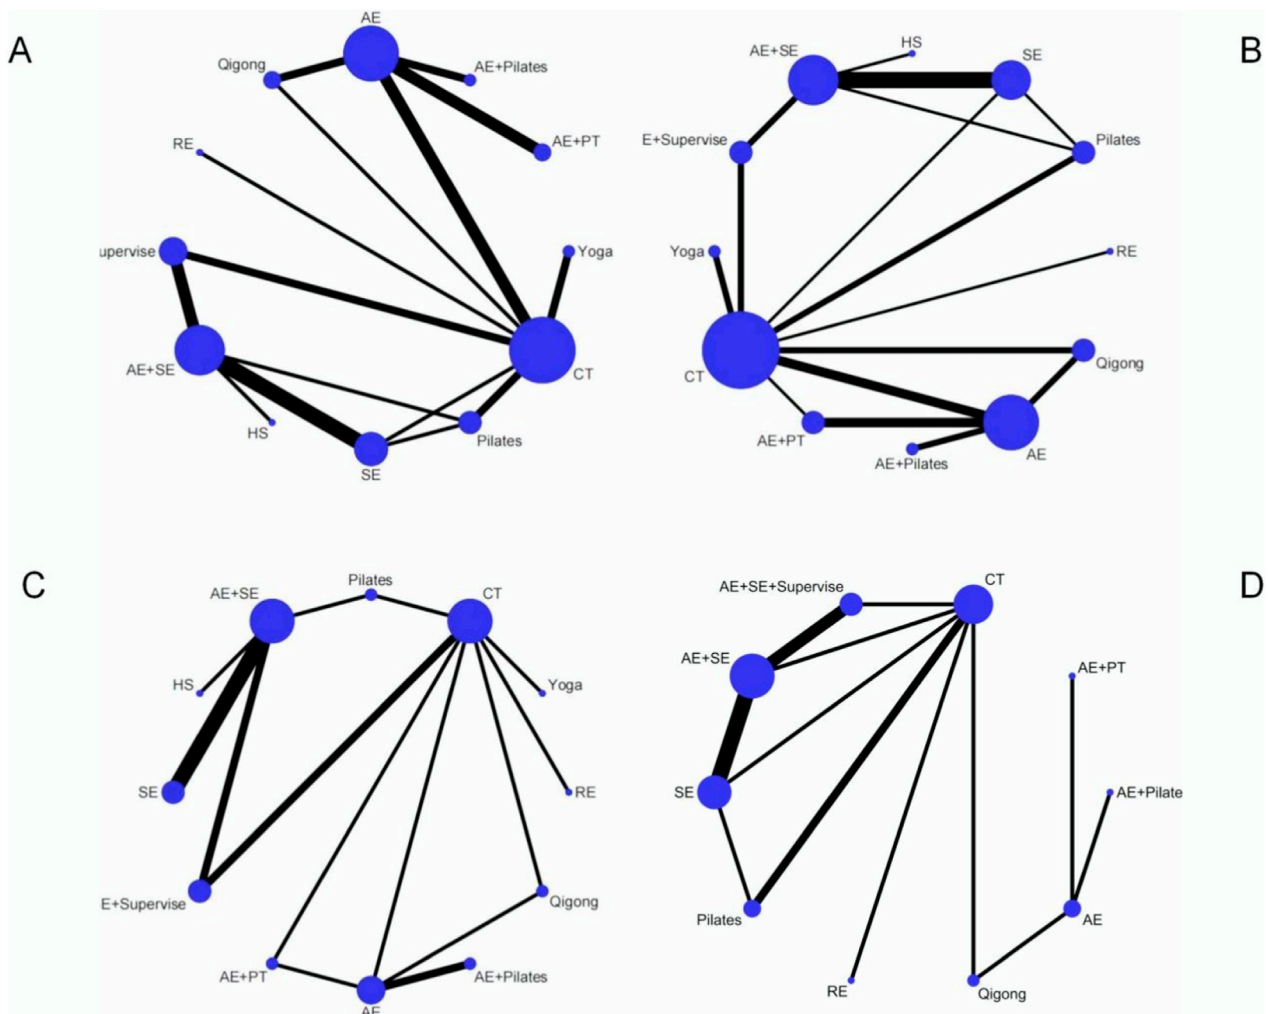 A
AE
Qigong
AE+Pilates
RE
AE+PT
upervise
Yoga
AE+SE
CT
HS
Pilates
SE
B
AE+SE
HS
SE
E+Supervise
Pilates
Yoga
RE
CT
Qigong
AE+PT
AE+Pilates
AE
C
Pilates
AE+SE
CT
HS
Yoga
SE
RE
E+Supervise
Qigong
AE+PT
AE+Pilates
AE
D
CT
AE+SE+Supervise
AE+SE
AE+PT
SE
AE+Pilate
Pilates
AE
RE
Qigong